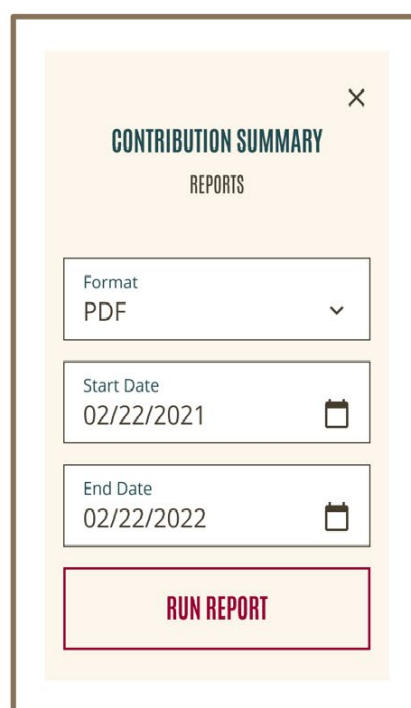 CONTRIBUTION SUMMARY
REPORTS
Format
PDF
Start Date
02/22/2021
End Date
02/22/2022
RUN REPORT